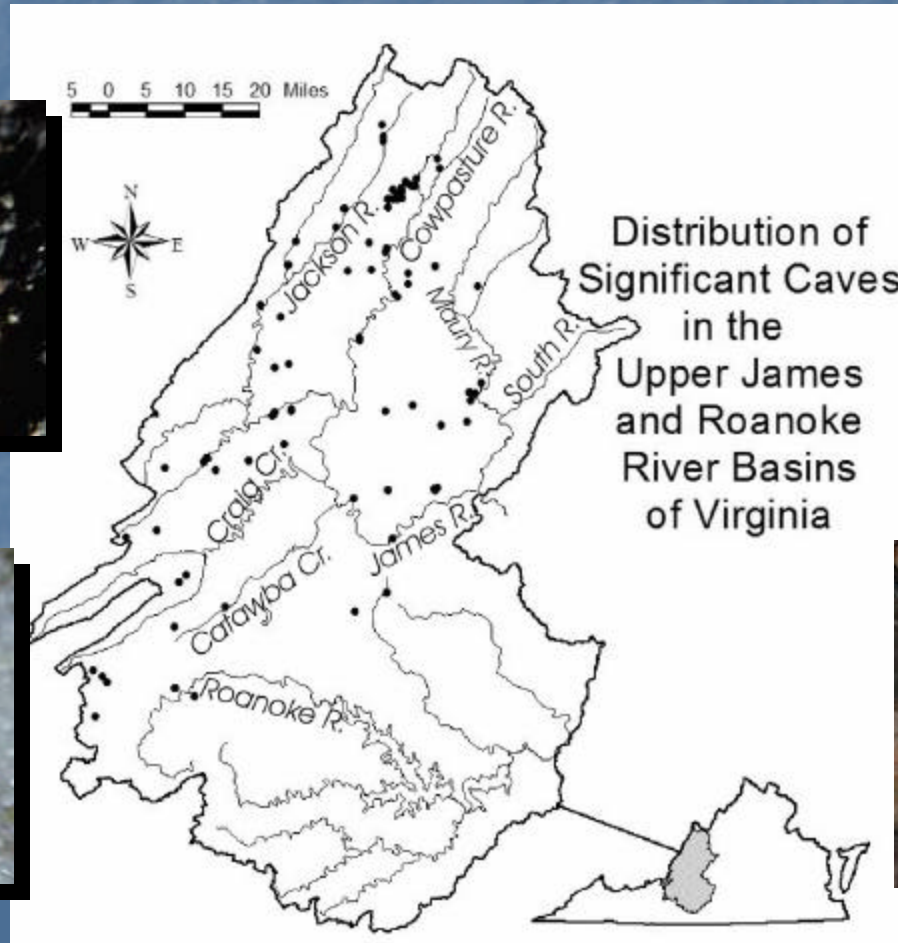 5 0 5 10 15 20 Miles
N
W E
S
Jackson R.
Cowpasture R.
Maury R.
South R.
Distribution of
Significant Caves
in the
Upper James
and Roanoke
River Basins
of Virginia
Craig Cr.
James R.
Catawba Cr.
Roanoke R.